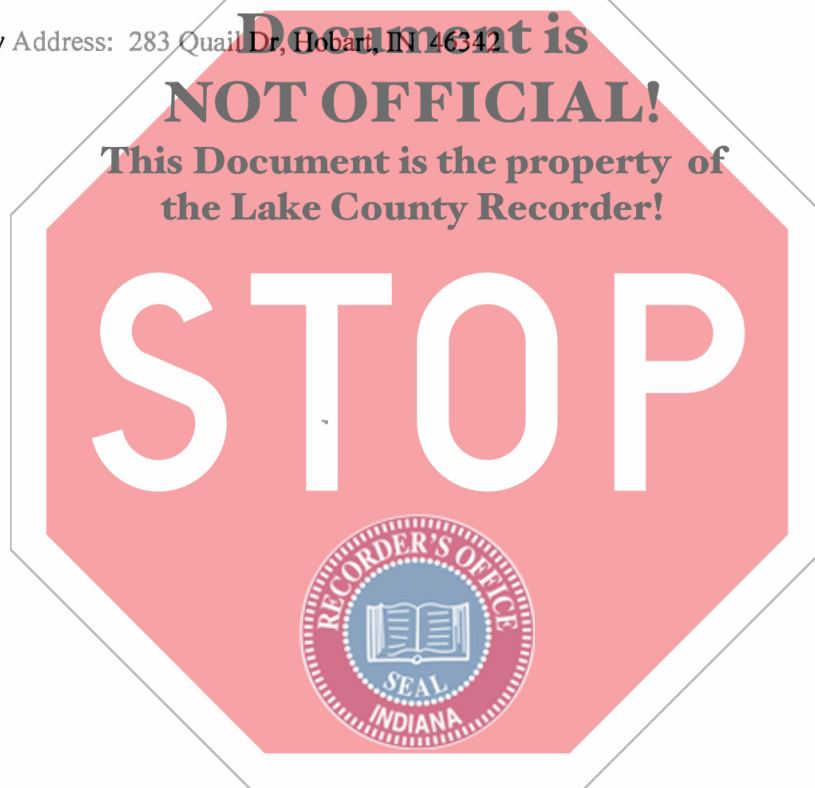 y Address: 283 Quail Dr, Hobart, IN 46342
Document is
NOT OFFICIAL!
This Document is the property of
the Lake County Recorder!
STOP
RECORDER'S OFFICE
SEAL
INDIANA